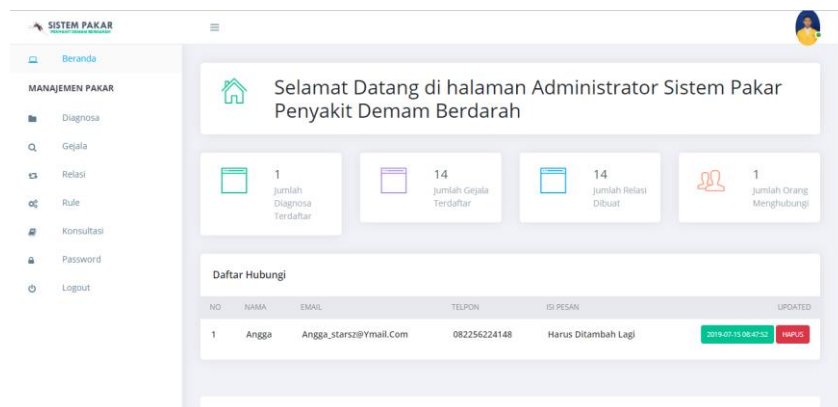 SISTEM PAKAR
PENYAKIT DEMAM BERDARAH
Beranda
MANAJEMEN PAKAR
Diagnosa
Gejala
Relasi
Rule
Konsultasi
Password
Logout
Selamat Datang di halaman Administrator Sistem Pakar
Penyakit Demam Berdarah
1
Jumlah
Diagnosa
Terdaftar
14
Jumlah Gejala
Terdaftar
14
Jumlah Relasi
Dibuat
1
Jumlah Orang
Menghubungi
Daftar Hubungi
NO NAMA EMAIL TELPON ISI PESAN UPDATED
1 Angga Angga_starsz@Ymail.Com 082256224148 Harus Ditambah Lagi 2019-07-15 08:47:52 HAPUS